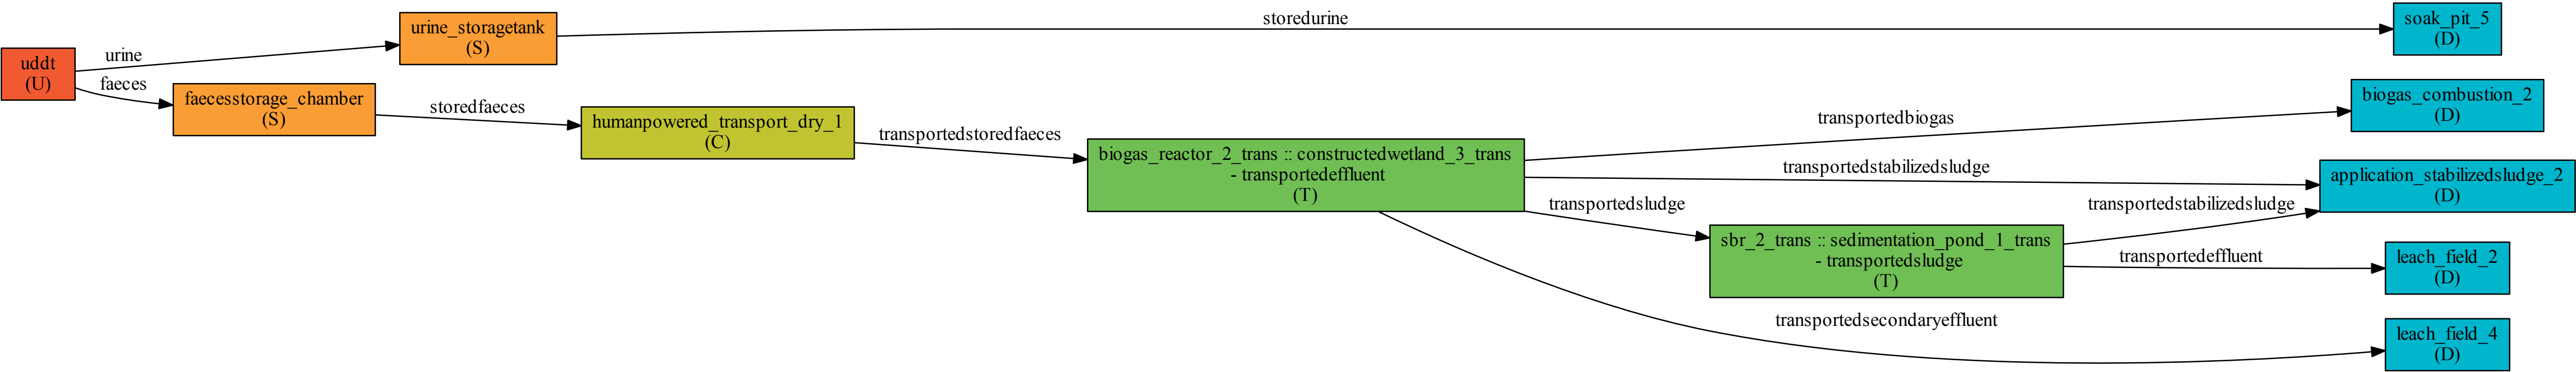 uddt
(U)
urine
faeces
urine_storagetank
(S)
faecesstorage_chamber
(S)
storedurine
storedfaeces
humanpowered_transport_dry_1
(C)
transportedstoredfaeces
biogas_reactor_2_trans :: constructedwetland_3_trans
- transportedeffluent
(T)
transportedbiogas
transportedstabilizedsludge
transportedsludge
transportedsecondaryeffluent
sbr_2_trans :: sedimentation_pond_1_trans
- transportedsludge
(T)
transportedstabilizedsludge
transportedeffluent
soak_pit_5
(D)
biogas_combustion_2
(D)
application_stabilizedsludge_2
(D)
leach_field_2
(D)
leach_field_4
(D)